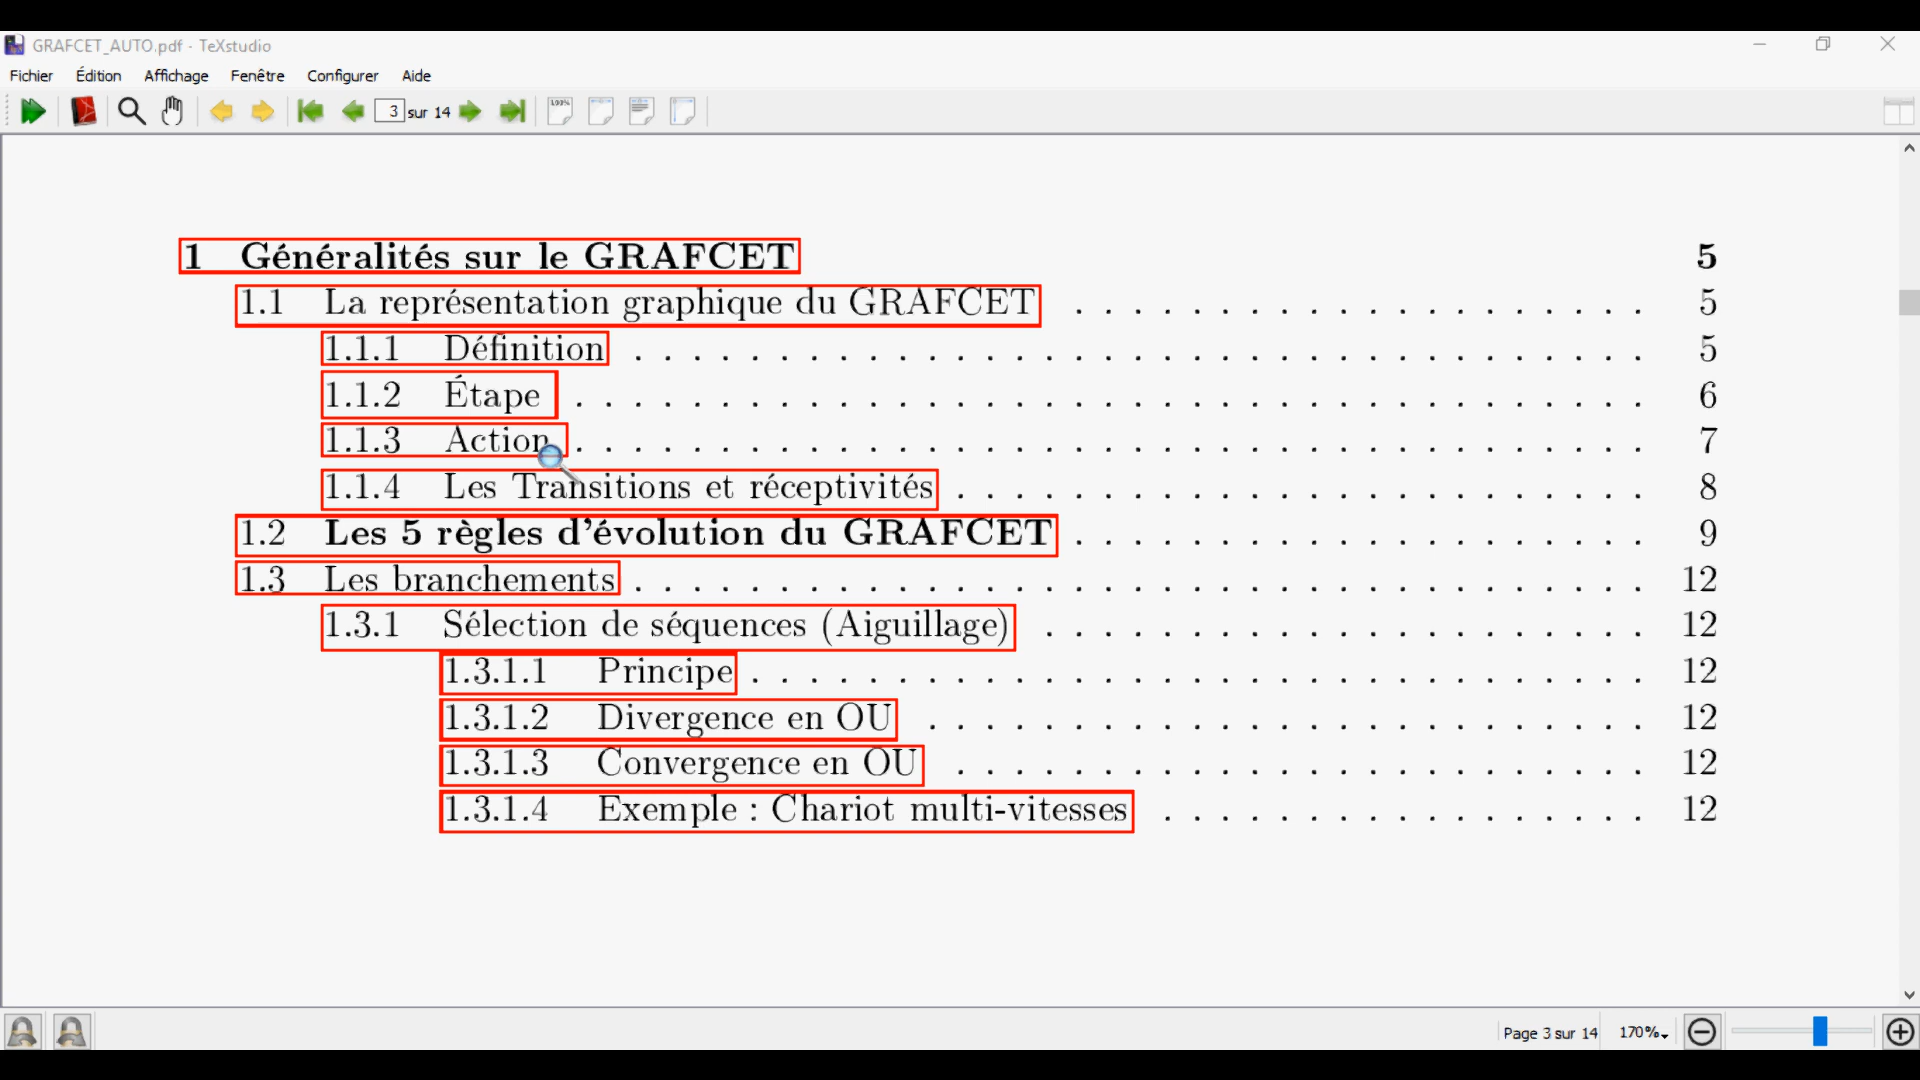 GRAFCET_AUTO.pdf - TeXstudio
Fichier Édition Affichage Fenêtre Configurer Aide
100% 3 sur 14
1 Généralités sur le GRAFCET 5
1.1 La représentation graphique du GRAFCET . . . . . . . . . . . . . . . . . . . . 5
1.1.1 Définition . . . . . . . . . . . . . . . . . . . . . . . . . . . . . . . . . . . 5
1.1.2 Étape . . . . . . . . . . . . . . . . . . . . . . . . . . . . . . . . . . . . . 6
1.1.3 Action . . . . . . . . . . . . . . . . . . . . . . . . . . . . . . . . . . . . . 7
1.1.4 Les Transitions et réceptivités . . . . . . . . . . . . . . . . . . . . . . . . 8
1.2 Les 5 règles d'évolution du GRAFCET . . . . . . . . . . . . . . . . . . . . 9
1.3 Les branchements . . . . . . . . . . . . . . . . . . . . . . . . . . . . . . . . . . . 12
1.3.1 Sélection de séquences (Aiguillage) . . . . . . . . . . . . . . . . . . . . . 12
1.3.1.1 Principe . . . . . . . . . . . . . . . . . . . . . . . . . . . . . . . 12
1.3.1.2 Divergence en OU . . . . . . . . . . . . . . . . . . . . . . . . . 12
1.3.1.3 Convergence en OU . . . . . . . . . . . . . . . . . . . . . . . . 12
1.3.1.4 Exemple : Chariot multi-vitesses . . . . . . . . . . . . . . . . . 12
Page 3 sur 14 170%